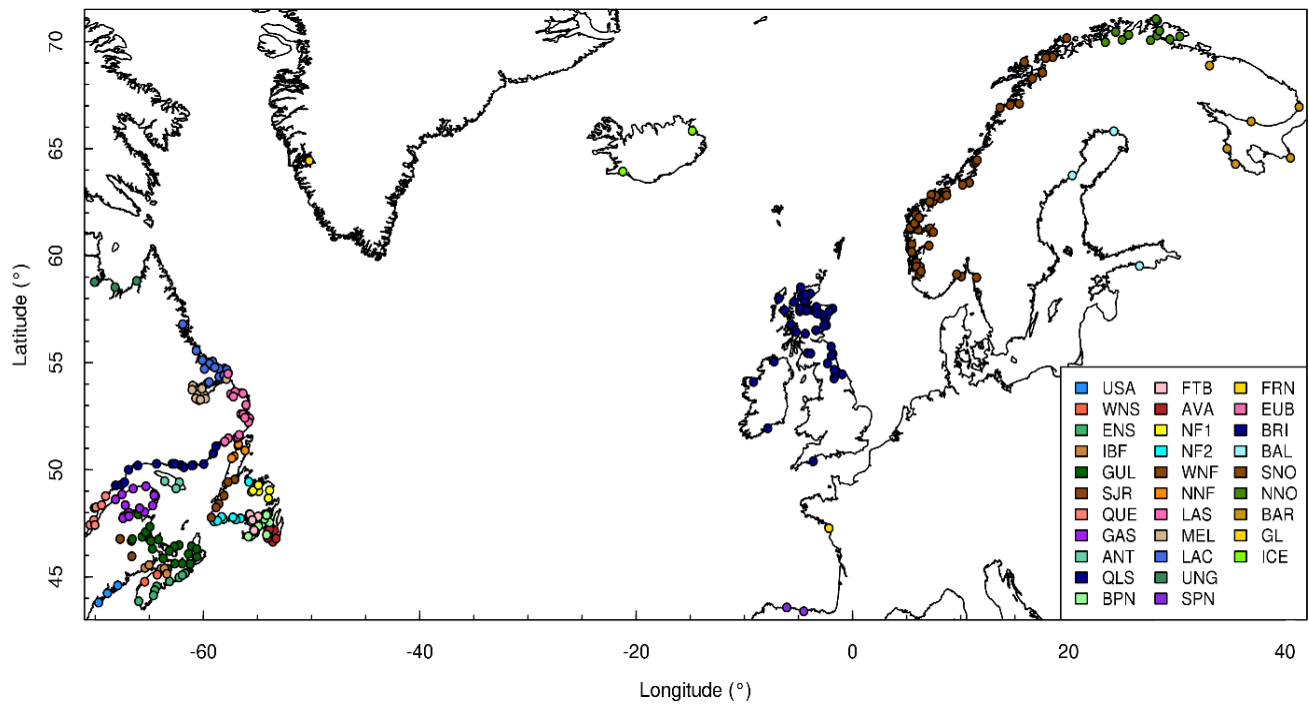 70
65
60
55
50
45
Latitude (°)
-60 -40 -20 0 20 40
Longitude (°)
USA FTB FRN
WNS AVA EUB
ENS NF1 BRI
IBF NF2 BAL
GUL WNF SNO
SJR NNF NNO
QUE LAS BAR
GAS MEL GL
ANT LAC ICE
QLS UNG
BPN SPN